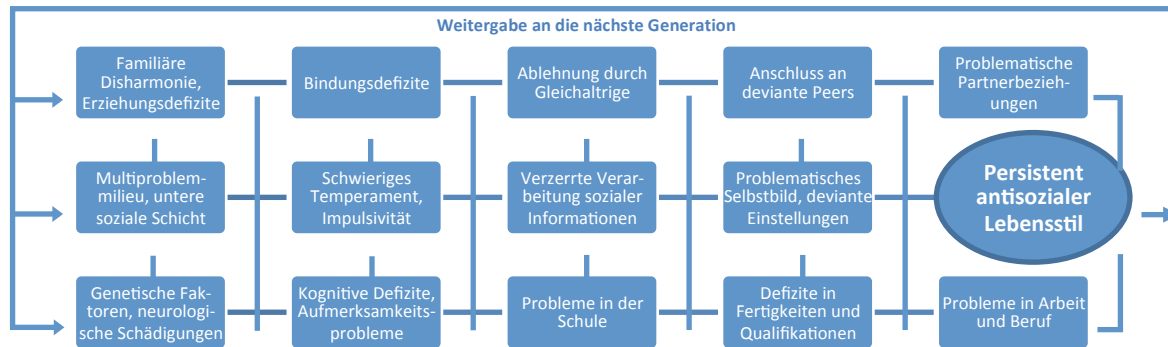 Weitergabe an die nächste Generation
Familiäre
Disharmonie,
Erziehungsdefizite
Bindungsdefizite
Ablehnung durch
Gleichaltrige
Anschluss an
deviante Peers
Problematische
Partnerbezieh-
ungen
Multiproblem-
milieu, untere
soziale Schicht
Schwieriges
Temperament,
Impulsivität
Verzerrte Verar-
beitung sozialer
Informationen
Problematisches
Selbstbild, deviante
Einstellungen
Persistent
antisozialer
Lebensstil
Genetische Fak-
toren, neurolog-
ische Schädigungen
Kognitive Defizite,
Aufmerksamkeits-
probleme
Probleme in der
Schule
Defizite in
Fertigkeiten und
Qualifikationen
Probleme in Arbeit
und Beruf